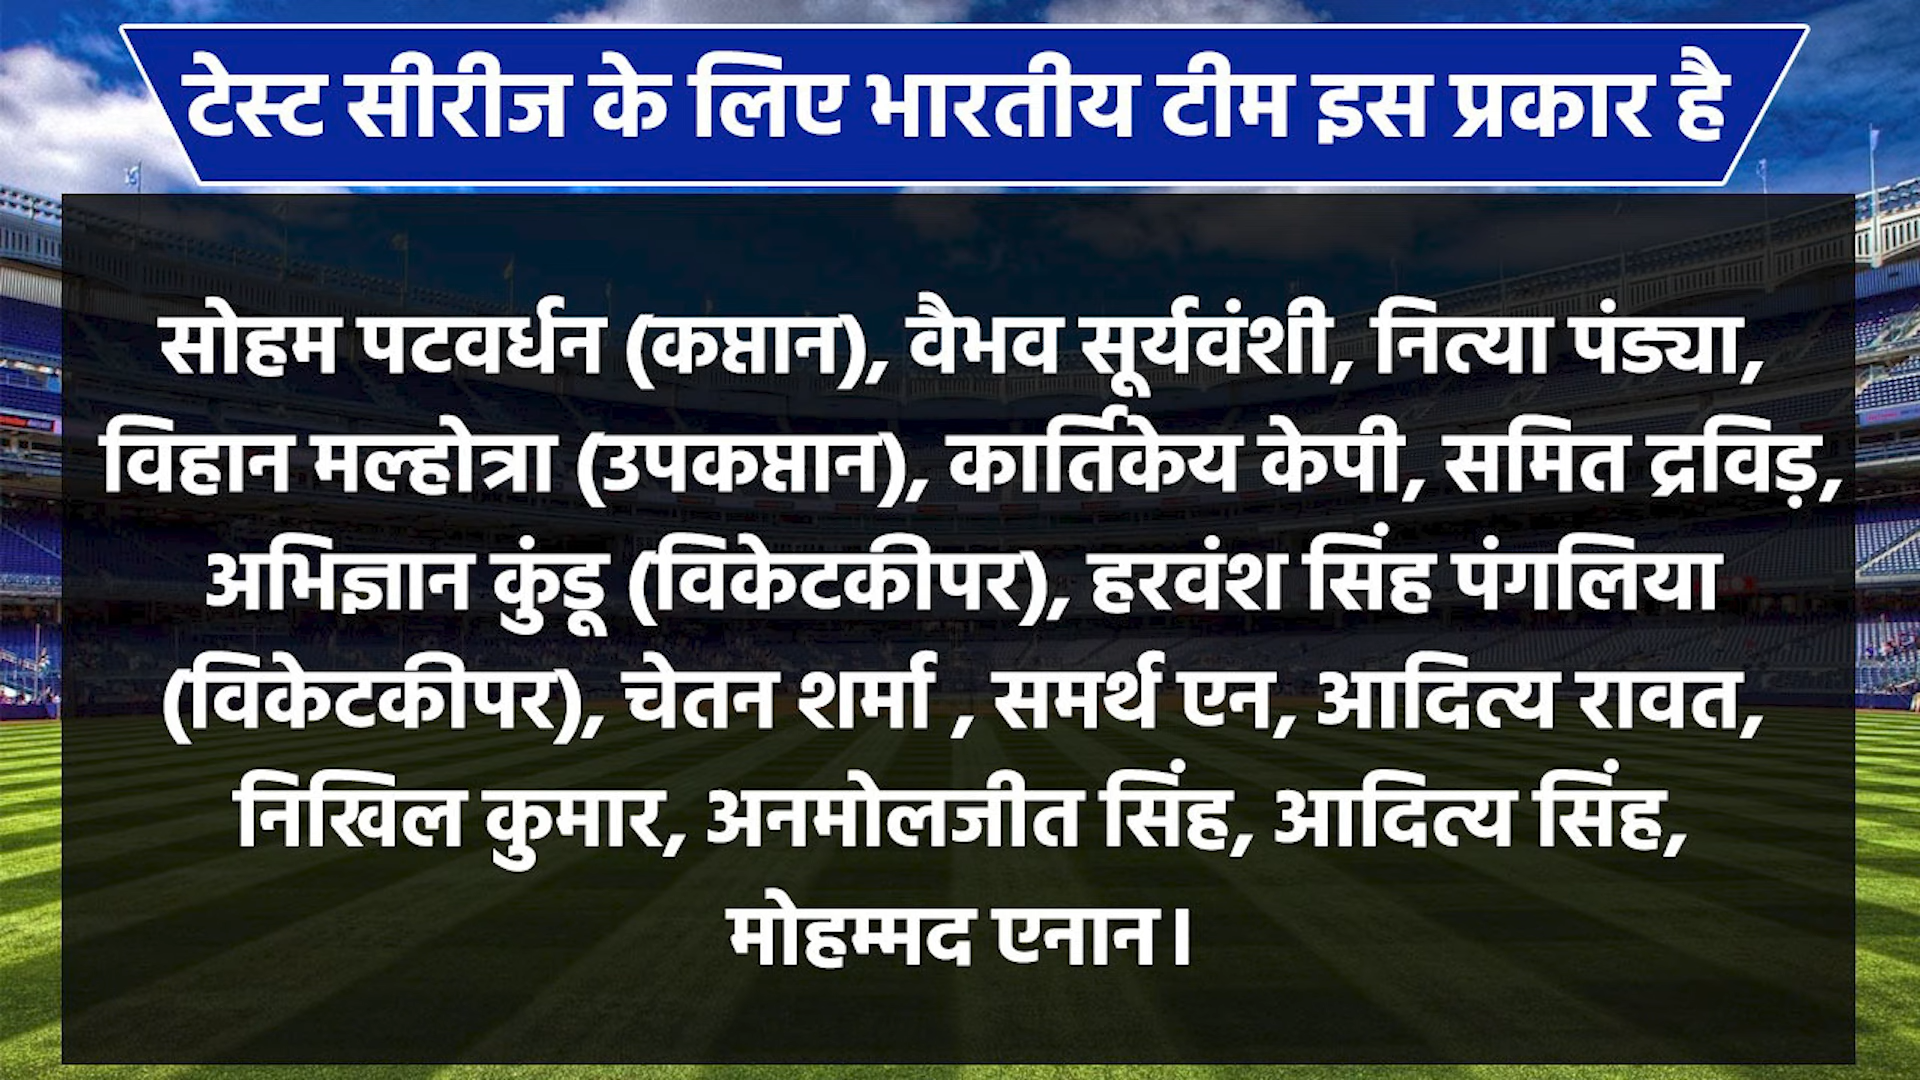 टेस्ट सीरीज के लिए भारतीय टीम इस प्रकार है
सोहम पटवर्धन (कप्तान), वैभव सूर्यवंशी, नित्या पंड्या,
विहान मल्होत्रा (उपकप्तान), कार्तिकेय केपी, समित द्रविड़,
अभिज्ञान कुंडू (विकेटकीपर), हरवंश सिंह पंगलिया
(विकेटकीपर), चेतन शर्मा , समर्थ एन, आदित्य रावत,
निखिल कुमार, अनमोलजीत सिंह, आदित्य सिंह,
मोहम्मद एनान।